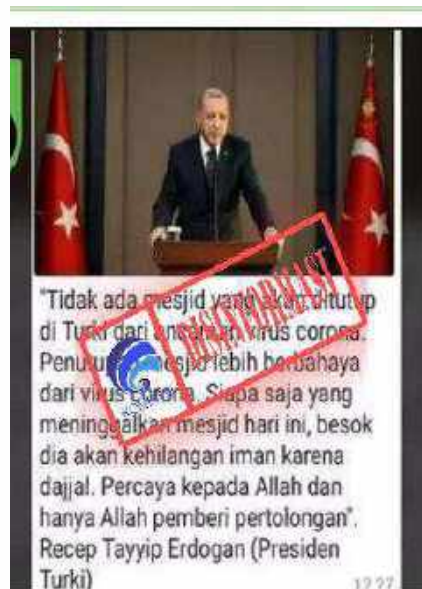 "Tidak ada mesjid yang akan ditutup
di Turki dari ancaman virus corona.
Penutupan mesjid lebih berbahaya
dari virus corona. Siapa saja yang
meninggalkan mesjid hari ini, besok
dia akan kehilangan iman karena
dajjal. Percaya kepada Allah dan
hanya Allah pemberi pertolongan".
Recep Tayyip Erdogan (Presiden
Turki)
12.27
DISINFORMASI